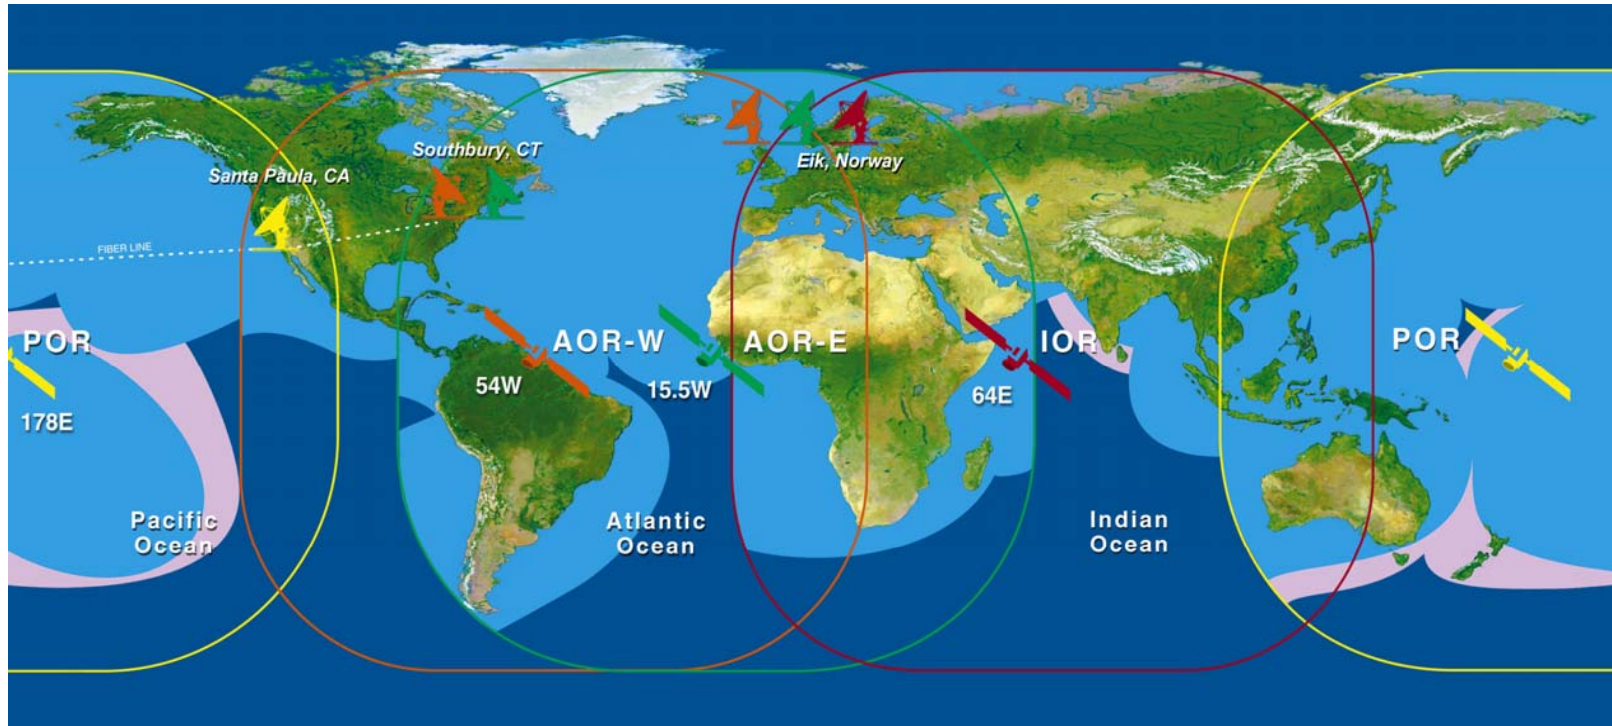 Southbury, CT
Eik, Norway
Santa Paula, CA
FIBER LINE
POR
AOR-W
AOR-E
IOR
POR
54W
15.5W
64E
178E
Pacific
Ocean
Atlantic
Ocean
Indian
Ocean